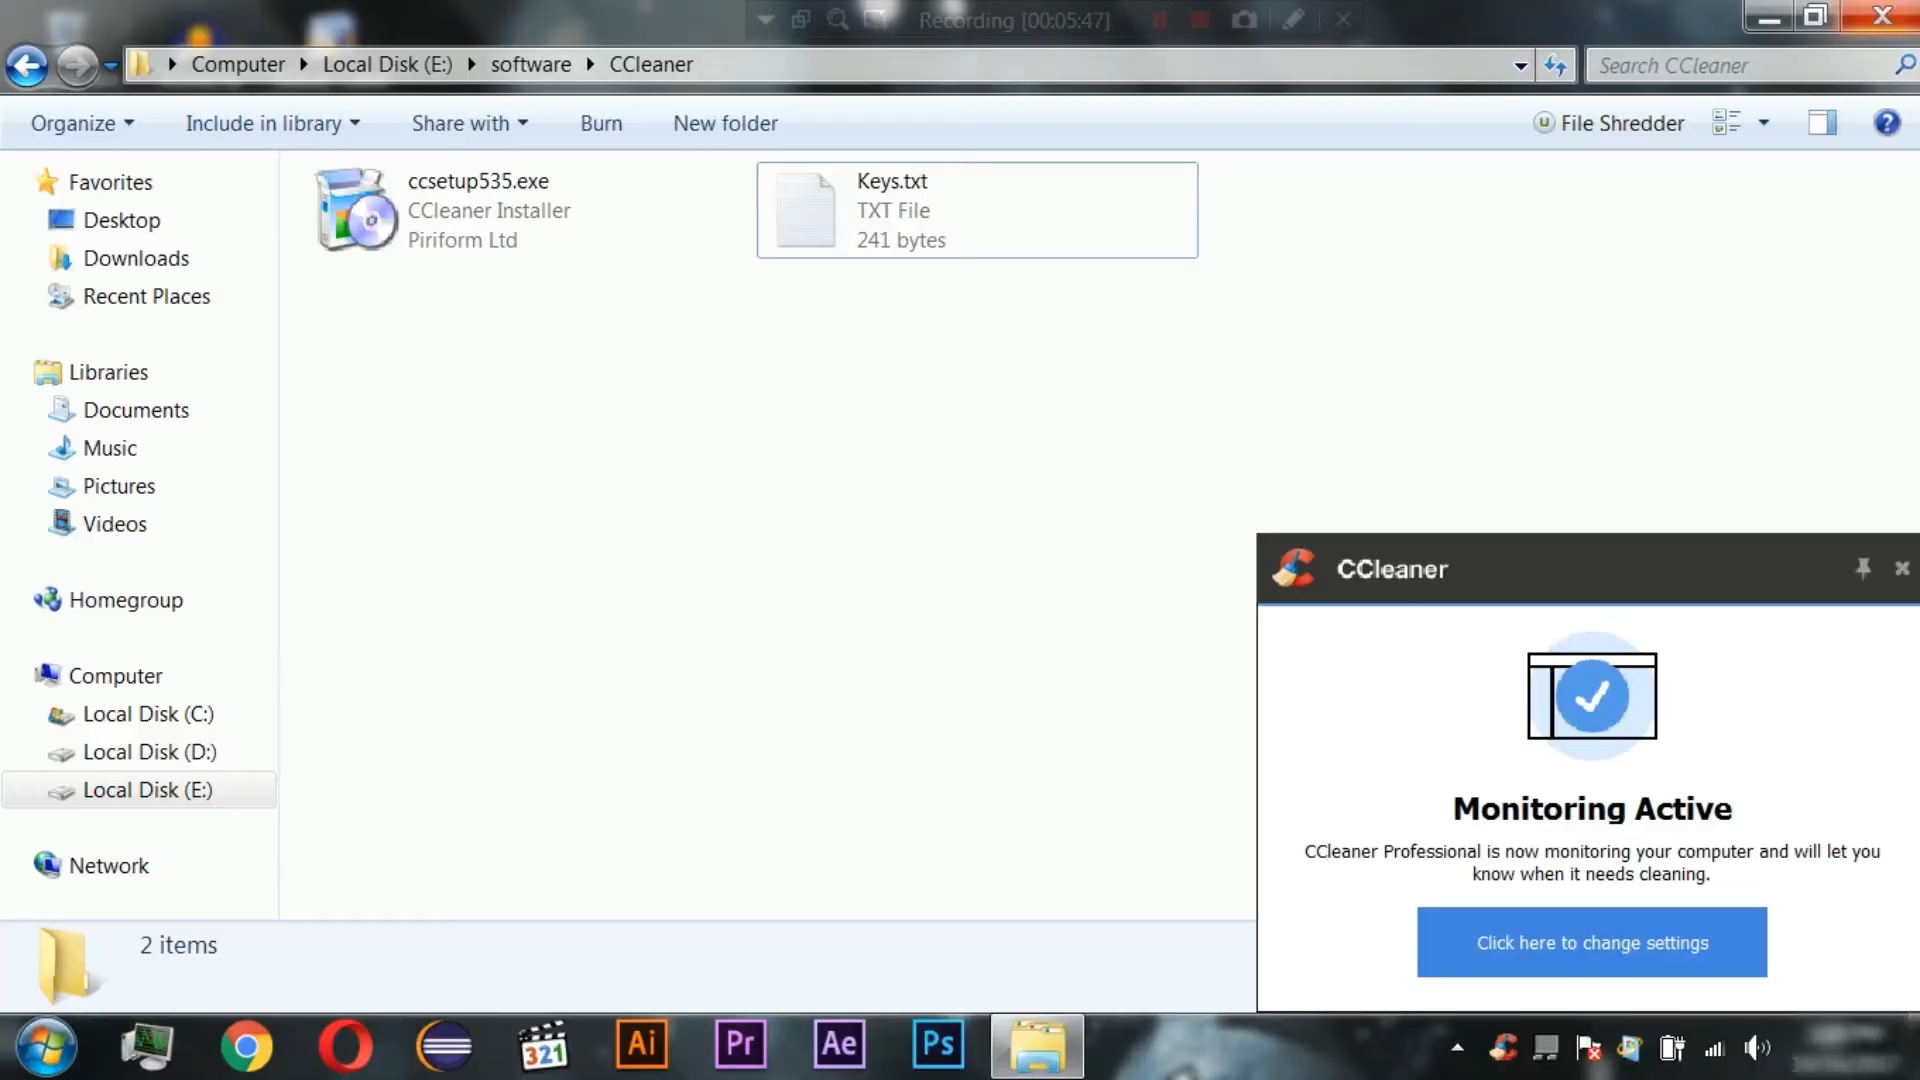 Recording [00:05:47]
Computer Local Disk (E:) software CCleaner
Search CCleaner
Organize Include in library Share with Burn New folder
File Shredder
Favorites
Desktop
Downloads
Recent Places
Libraries
Documents
Music
Pictures
Videos
Homegroup
Computer
Local Disk (C:)
Local Disk (D:)
Local Disk (E:)
Network
ccsetup535.exe
CCleaner Installer
Piriform Ltd
Keys.txt
TXT File
241 bytes
CCleaner
Monitoring Active
CCleaner Professional is now monitoring your computer and will let you
know when it needs cleaning.
Click here to change settings
2 items
321
Ai
Pr
Ae
Ps